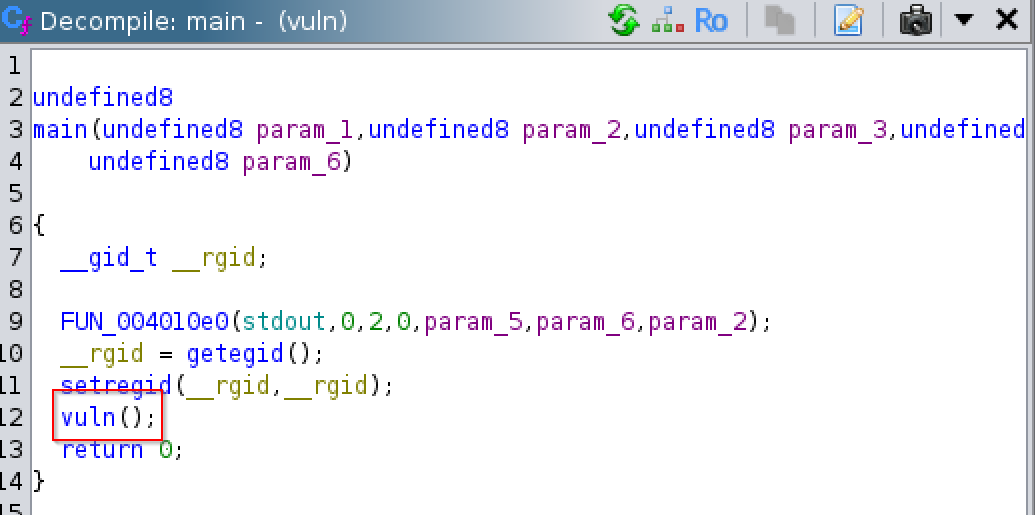 Decompile: main - (vuln)
Ro
1
2 undefined8
3 main(undefined8 param_1,undefined8 param_2,undefined8 param_3,undefined
4     undefined8 param_6)
5
6 {
7   __gid_t __rgid;
8
9   FUN_004010e0(stdout,0,2,0,param_5,param_6,param_2);
10   __rgid = getegid();
11   setregid(__rgid,__rgid);
12   vuln();
13   return 0;
14 }
15